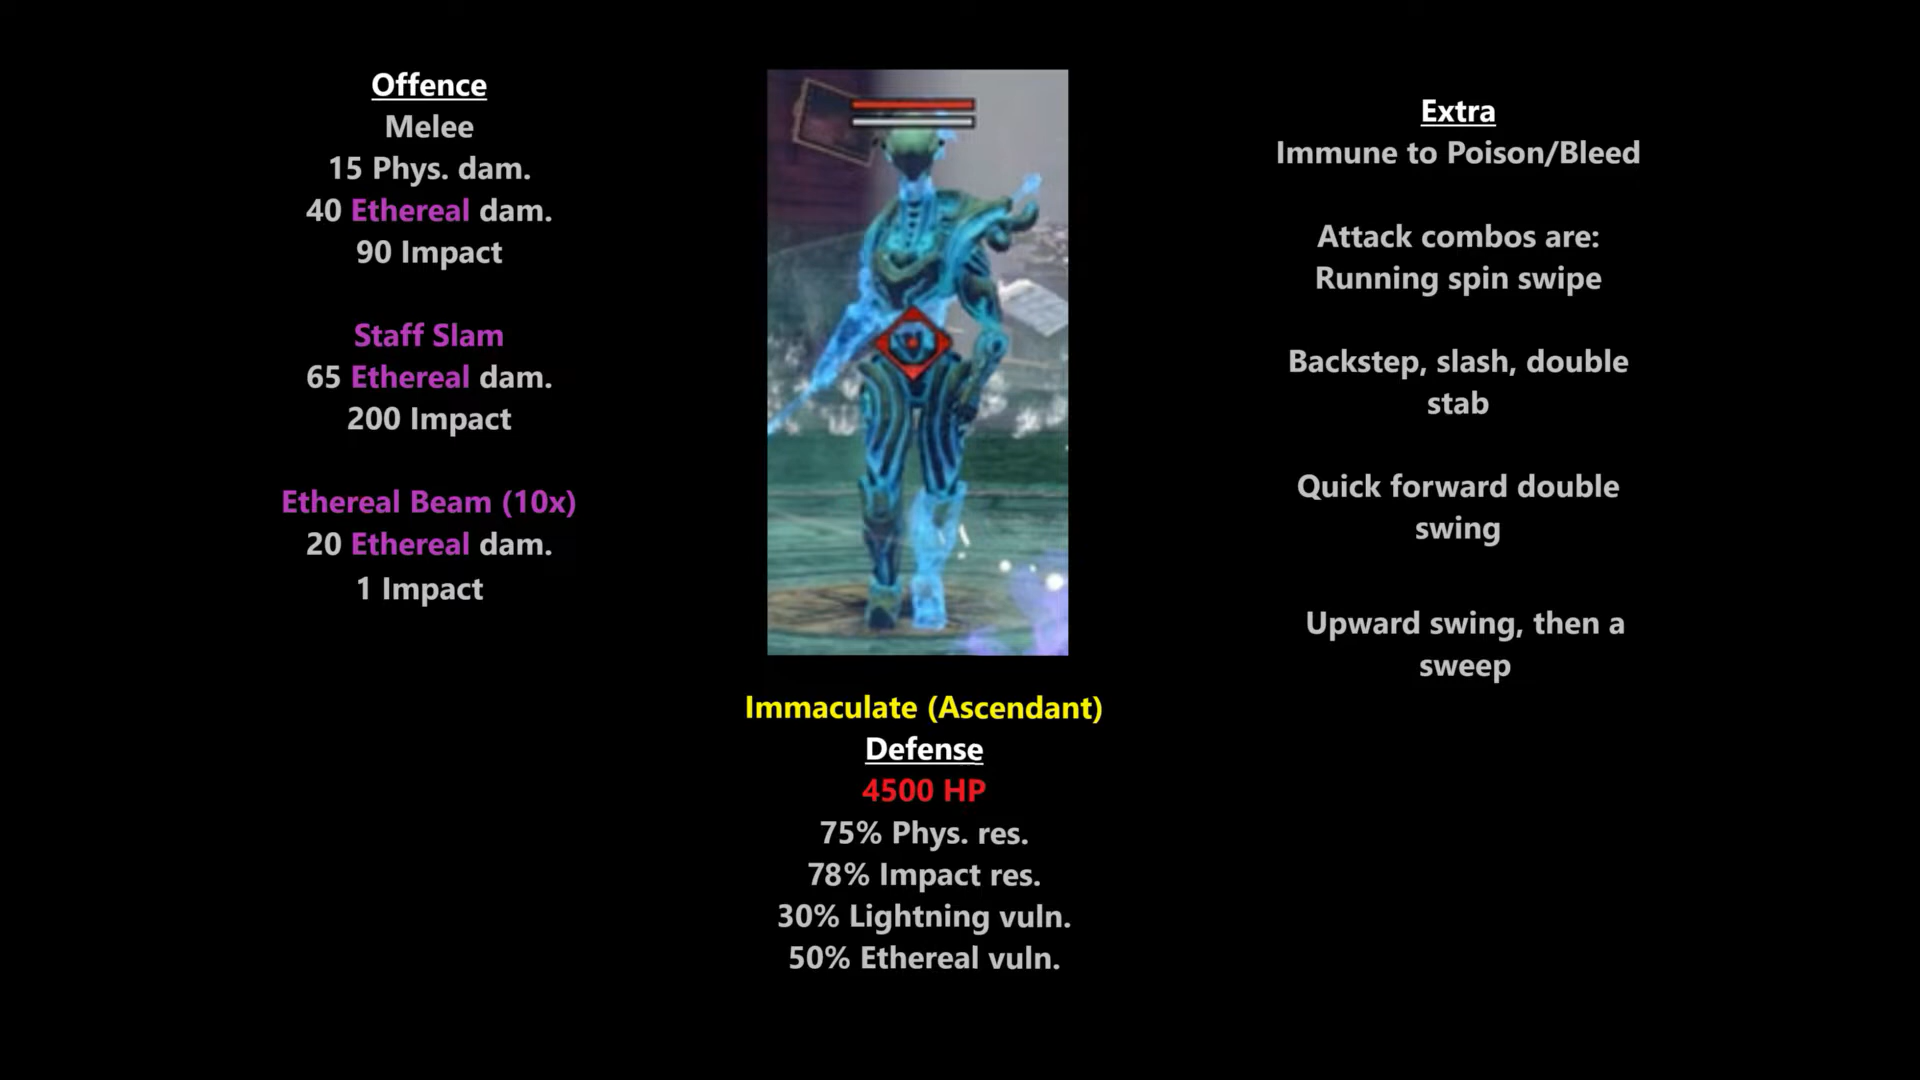 Offence
Melee
15 Phys. dam.
40 Ethereal dam.
90 Impact
Staff Slam
65 Ethereal dam.
200 Impact
Ethereal Beam (10x)
20 Ethereal dam.
1 Impact
Immaculate (Ascendant)
Defense
4500 HP
75% Phys. res.
78% Impact res.
30% Lightning vuln.
50% Ethereal vuln.
Extra
Immune to Poison/Bleed
Attack combos are:
Running spin swipe
Backstep, slash, double
stab
Quick forward double
swing
Upward swing, then a
sweep